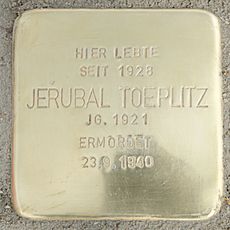 HIER LEBTE
SEIT 1928
JERUBAL TOEPLITZ
JG. 1921
ERMORDET
23.9.1940